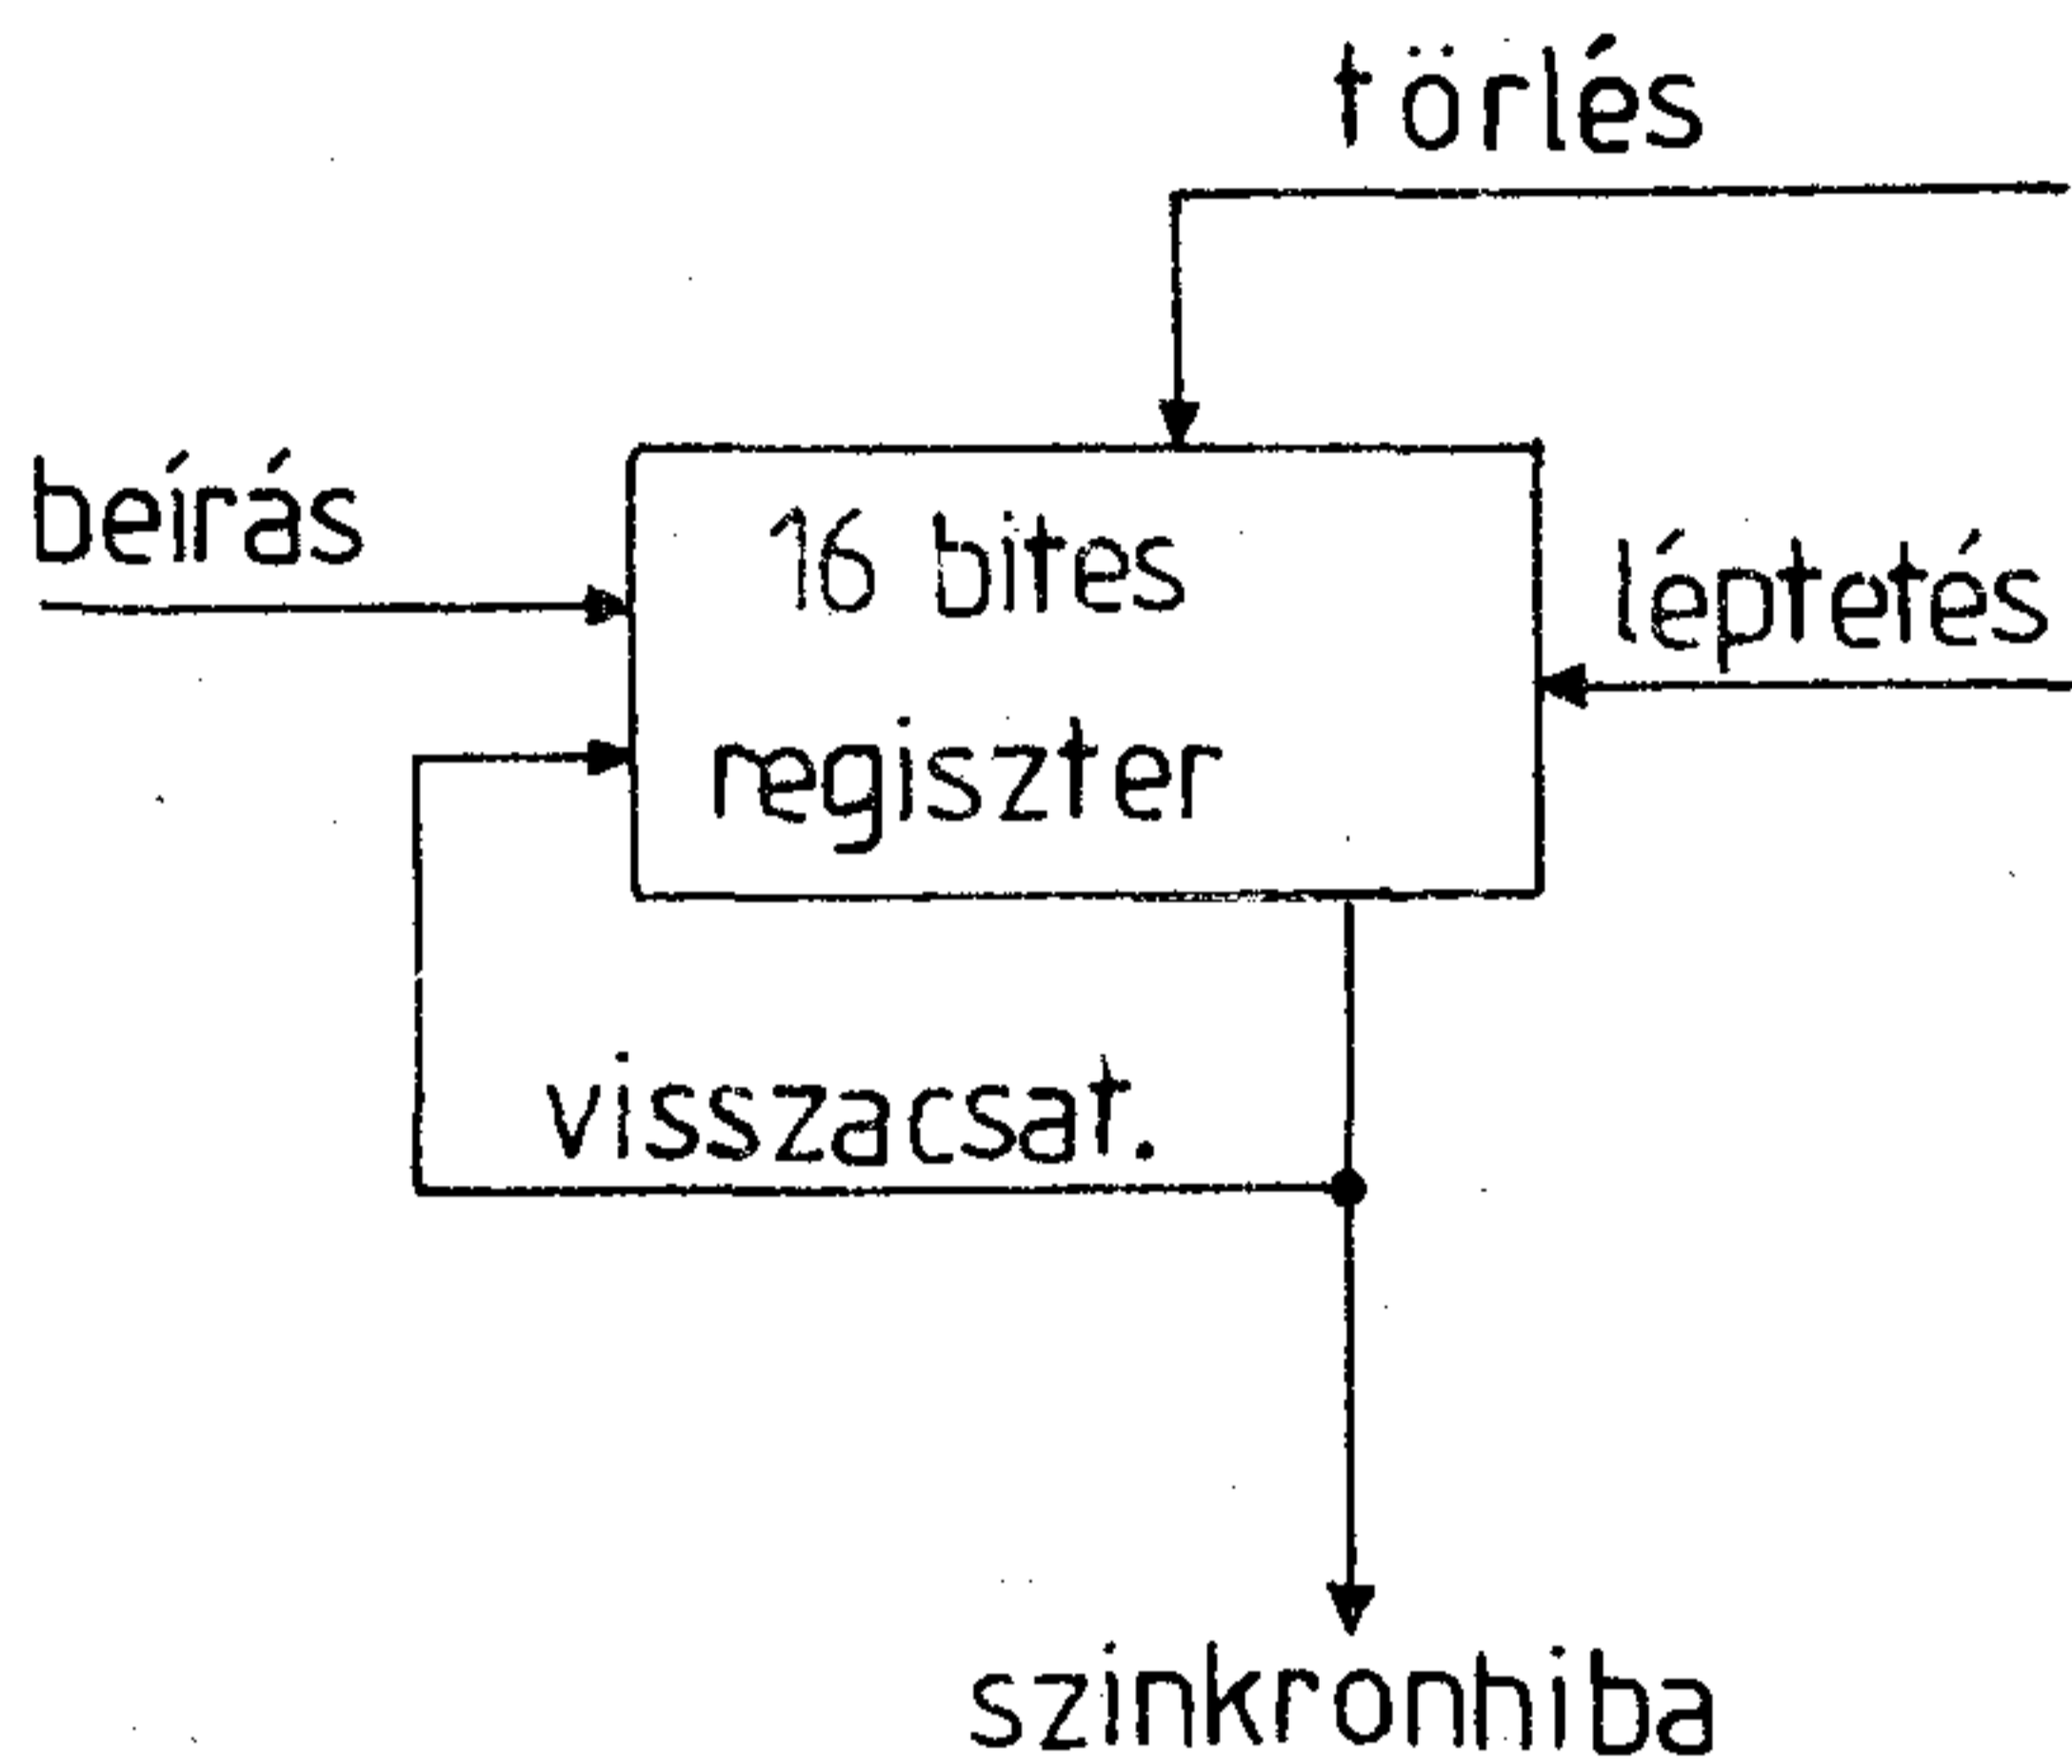 törlés
beírás
16 bites
regiszter
léptetés
visszacsat.
szinkronhiba